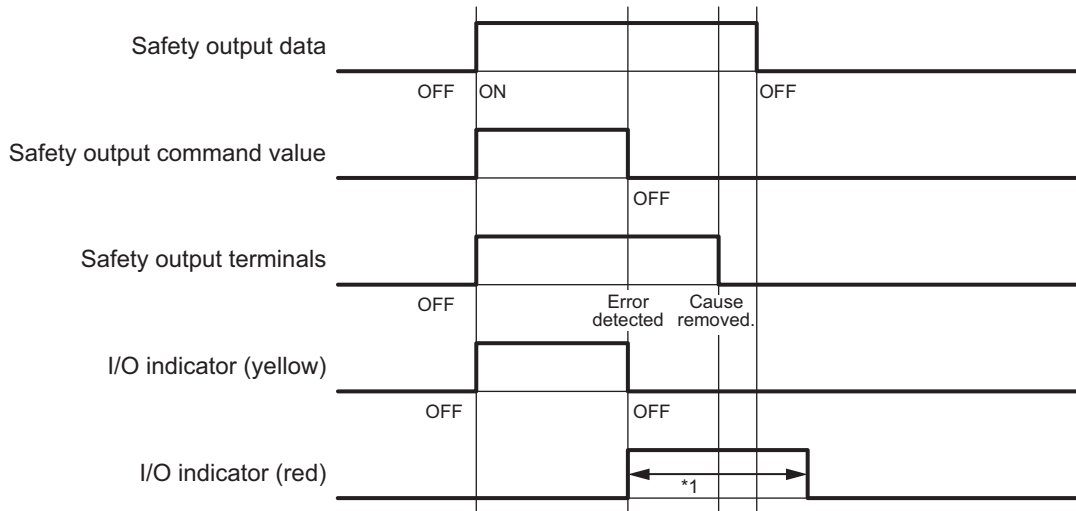 Safety output data
OFF
ON
OFF
Safety output command value
OFF
Safety output terminals
OFF
Error
detected
Cause
removed.
I/O indicator (yellow)
OFF
OFF
I/O indicator (red)
*1